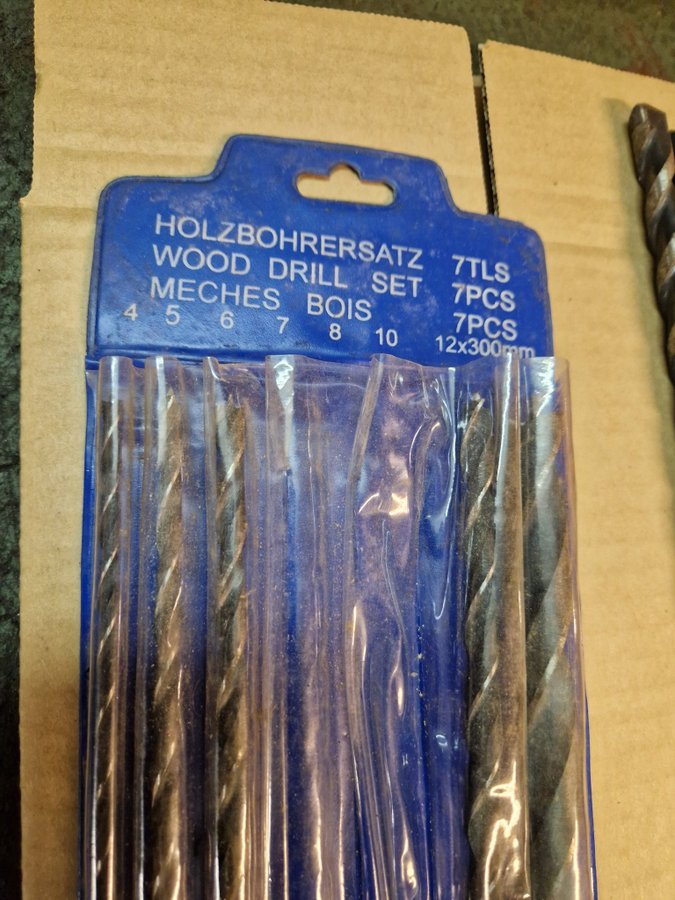 HOLZBOHRERSATZ 7TLS
WOOD DRILL SET 7PCS
MECHES BOIS 7PCS
4 5 6 7 8 10 12x300mm